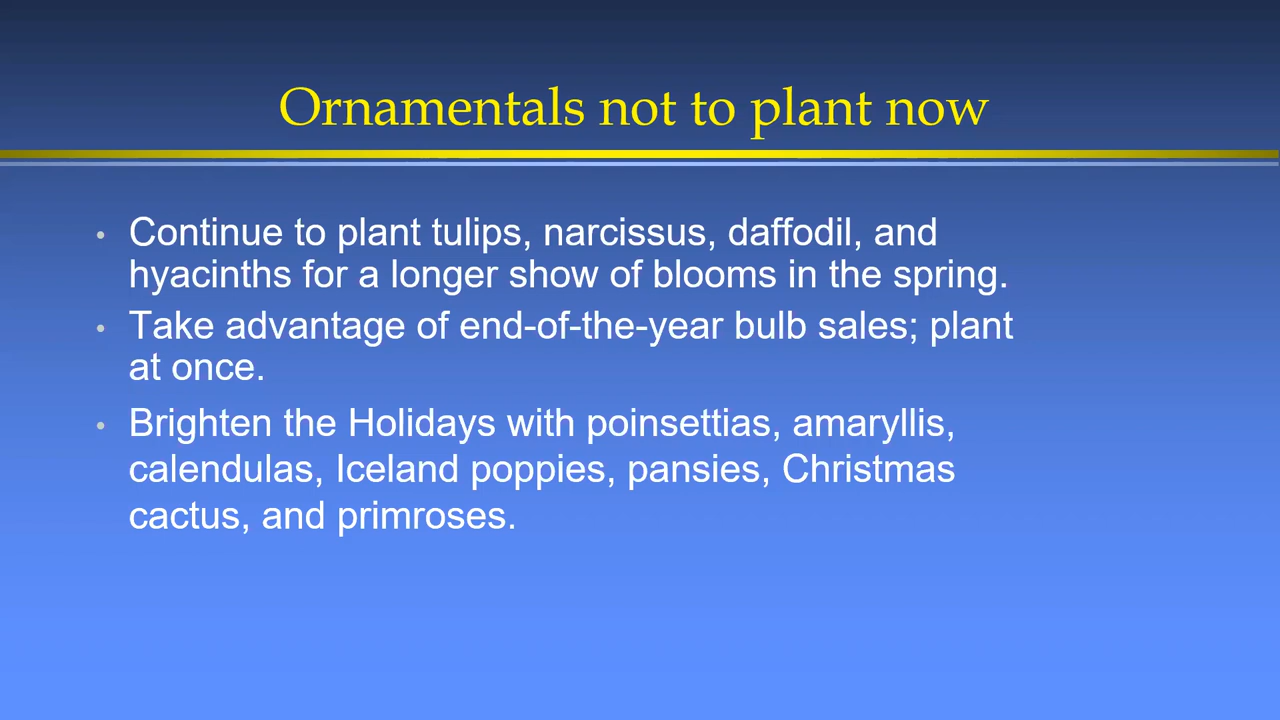 Ornamentals not to plant now
• Continue to plant tulips, narcissus, daffodil, and
hyacinths for a longer show of blooms in the spring.
• Take advantage of end-of-the-year bulb sales; plant
at once.
• Brighten the Holidays with poinsettias, amaryllis,
calendulas, Iceland poppies, pansies, Christmas
cactus, and primroses.